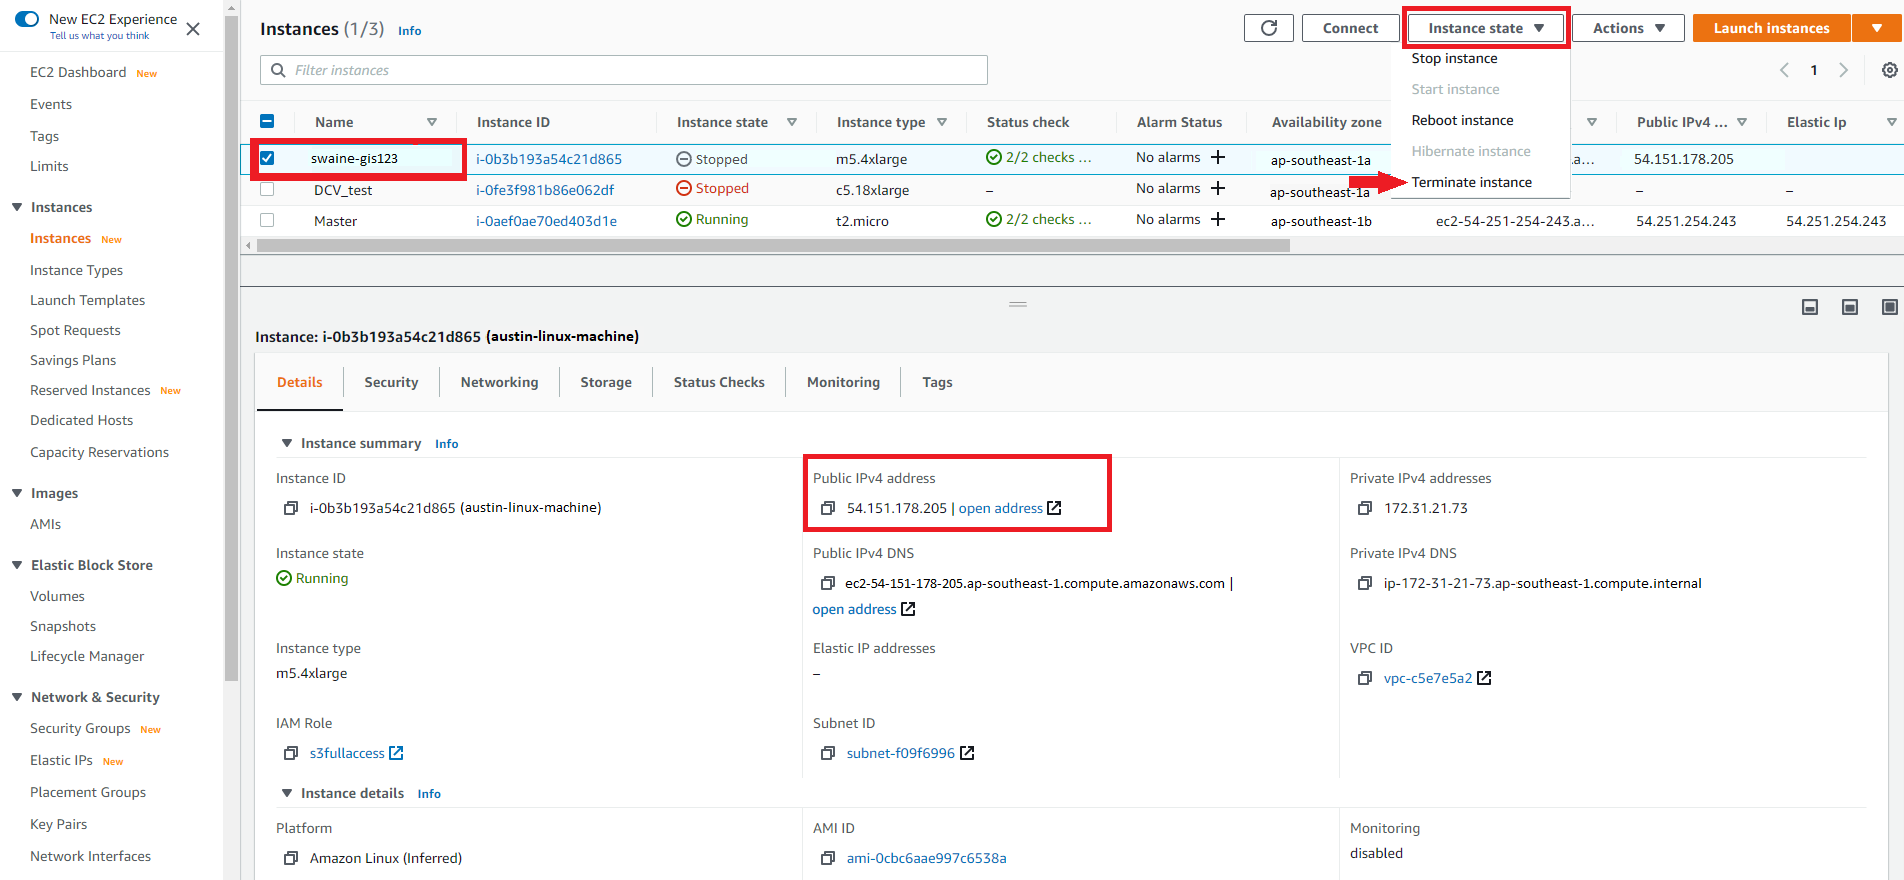 New EC2 Experience
Tell us what you think
EC2 Dashboard New
Events
Tags
Limits
Instances
Instances New
Instance Types
Launch Templates
Spot Requests
Savings Plans
Reserved Instances New
Dedicated Hosts
Capacity Reservations
Images
AMIs
Elastic Block Store
Volumes
Snapshots
Lifecycle Manager
Network & Security
Security Groups New
Elastic IPs New
Placement Groups
Key Pairs
Network Interfaces
Instances (1/3) Info
Connect
Instance state
Actions
Launch instances
Filter instances
1
Stop instance
Start instance
Reboot instance
Hibernate instance
Terminate instance
Name Instance ID Instance state Instance type Status check Alarm Status Availability zone Public IPv4 ... Elastic Ip
swaine-gis123 i-0b3b193a54c21d865 Stopped m5.4xlarge 2/2 checks ... No alarms + ap-southeast-1a .a... 54.151.178.205 –
DCV_test i-0fe3f981b86e062df Stopped c5.18xlarge – No alarms + ap-southeast-1a – –
Master i-0aef0ae70ed403d1e Running t2.micro 2/2 checks ... No alarms + ap-southeast-1b ec2-54-251-254-243.a... 54.251.254.243 54.251.254.243
Instance: i-0b3b193a54c21d865 (austin-linux-machine)
Details Security Networking Storage Status Checks Monitoring Tags
Instance summary Info
Instance ID
i-0b3b193a54c21d865 (austin-linux-machine)
Public IPv4 address
54.151.178.205 | open address
Private IPv4 addresses
172.31.21.73
Instance state
Running
Public IPv4 DNS
ec2-54-151-178-205.ap-southeast-1.compute.amazonaws.com |
open address
Private IPv4 DNS
ip-172-31-21-73.ap-southeast-1.compute.internal
Instance type
m5.4xlarge
Elastic IP addresses
–
VPC ID
vpc-c5e7e5a2
IAM Role
s3fullaccess
Subnet ID
subnet-f09f6996
Instance details Info
Platform
Amazon Linux (Inferred)
AMI ID
ami-0cbc6aae997c6538a
Monitoring
disabled